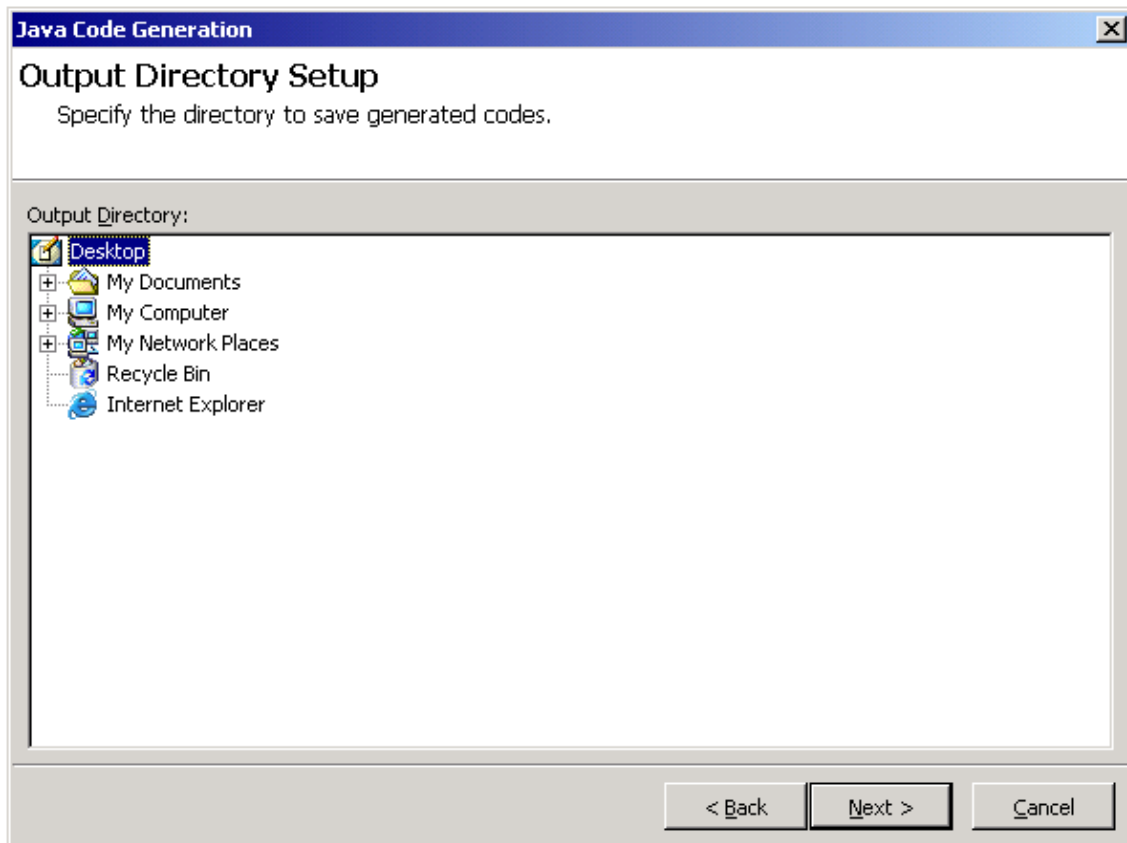 Java Code Generation
Output Directory Setup
Specify the directory to save generated codes.
Output Directory:
Desktop
My Documents
My Computer
My Network Places
Recycle Bin
Internet Explorer
< Back Next > Cancel